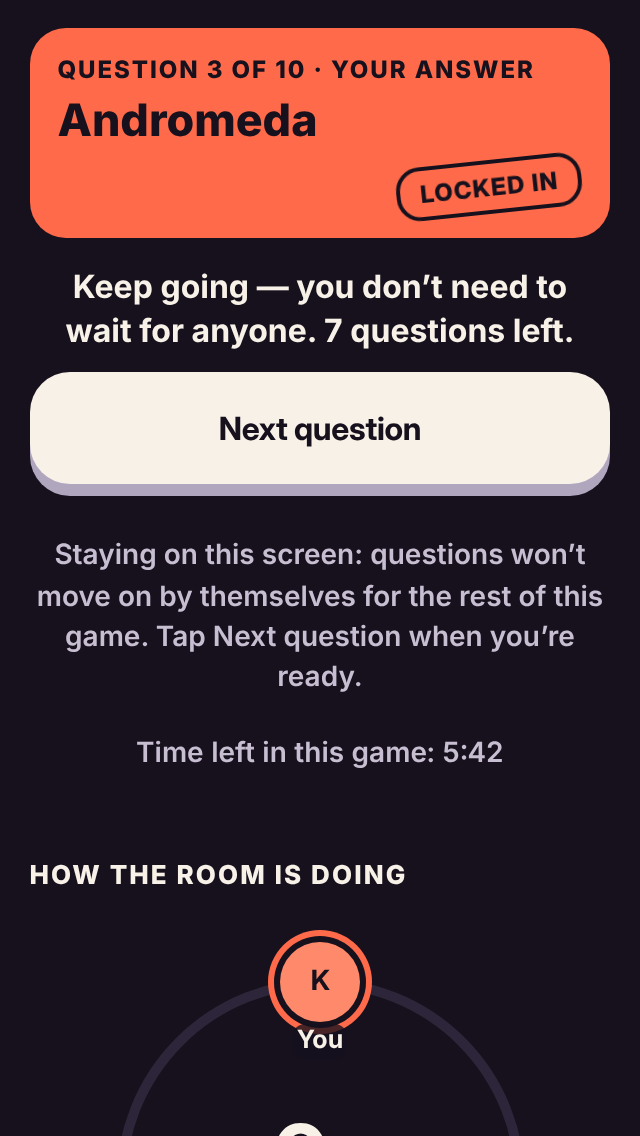 QUESTION 3 OF 10 · YOUR ANSWER
Andromeda
LOCKED IN
Keep going — you don’t need to
wait for anyone. 7 questions left.
Next question
Staying on this screen: questions won’t
move on by themselves for the rest of this
game. Tap Next question when you’re
ready.
Time left in this game: 5:42
HOW THE ROOM IS DOING
K
You